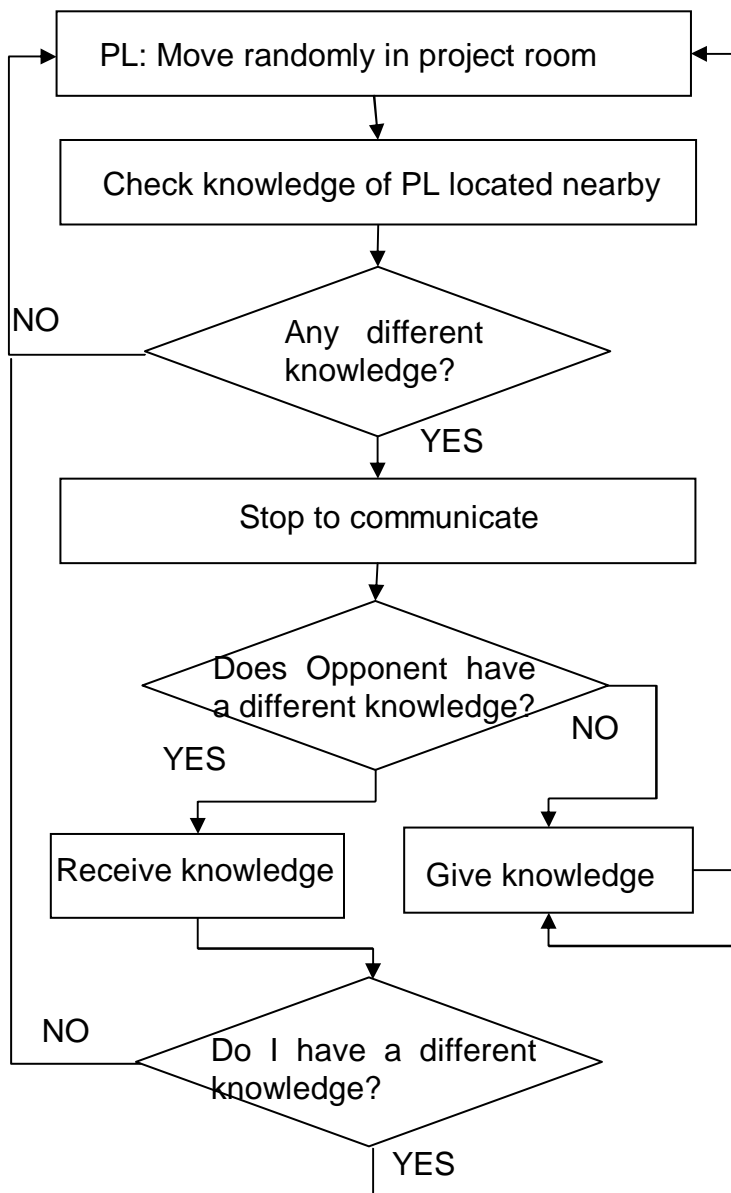 PL: Move randomly in project room
Check knowledge of PL located nearby
NO
Any different
knowledge?
YES
Stop to communicate
Does Opponent have
a different knowledge?
NO
YES
Receive knowledge
Give knowledge
NO
Do I have a different
knowledge?
YES